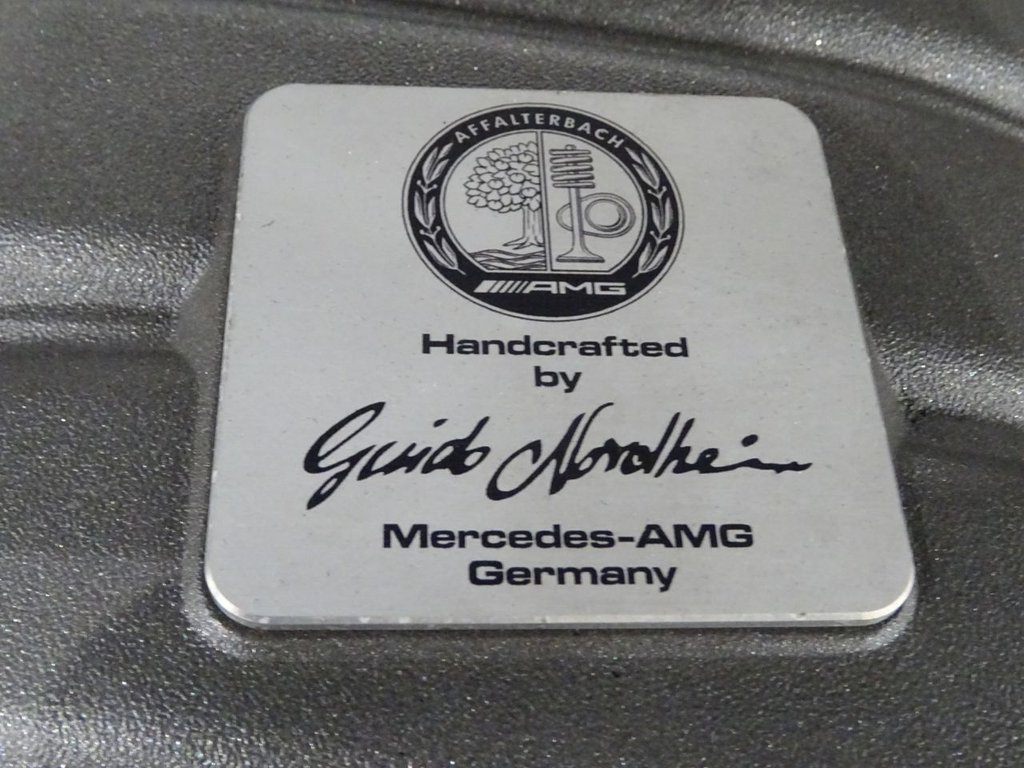 AFFALTERBACH
AMG
Handcrafted
by
Guido Nordheim
Mercedes-AMG
Germany